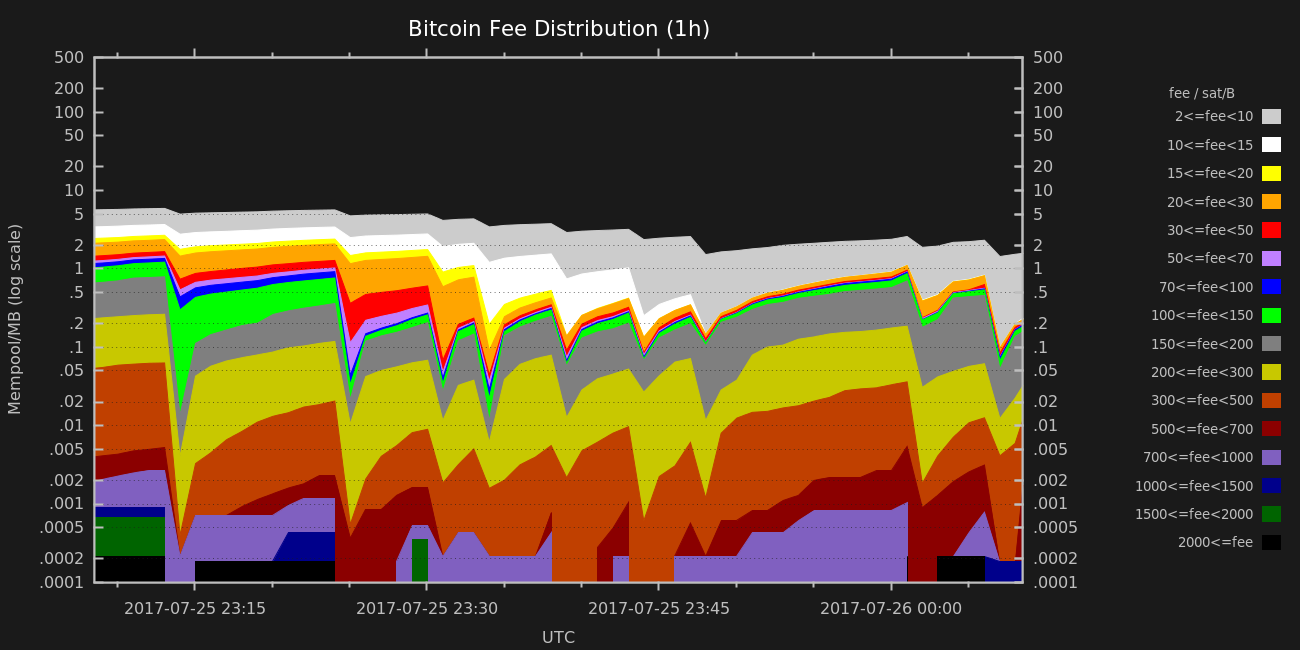 Bitcoin Fee Distribution (1h)
500
200
100
50
20
10
5
2
1
.5
.2
.1
.05
.02
.01
.005
.002
.001
.0005
.0002
.0001
Mempool/MB (log scale)
500
200
100
50
20
10
5
2
1
.5
.2
.1
.05
.02
.01
.005
.002
.001
.0005
.0002
.0001
2017-07-25 23:15 2017-07-25 23:30 2017-07-25 23:45 2017-07-26 00:00
UTC
fee / sat/B
2<=fee<10
10<=fee<15
15<=fee<20
20<=fee<30
30<=fee<50
50<=fee<70
70<=fee<100
100<=fee<150
150<=fee<200
200<=fee<300
300<=fee<500
500<=fee<700
700<=fee<1000
1000<=fee<1500
1500<=fee<2000
2000<=fee